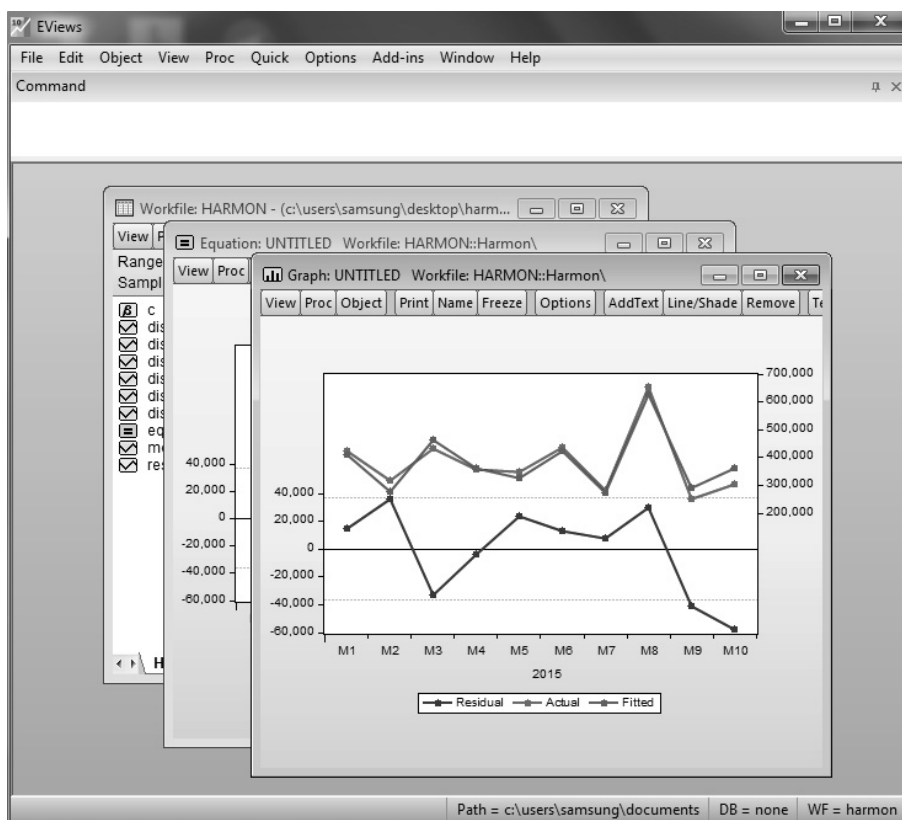 EViews
File Edit Object View Proc Quick Options Add-ins Window Help
Command
Workfile: HARMON - (c:\users\samsung\desktop\harm...
View
Range
Sampl
c
dis
dis
dis
dis
dis
dis
eq
me
res
H
Equation: UNTITLED Workfile: HARMON::Harmon\
View Proc
40,000
20,000
0
-20,000
-40,000
-60,000
Graph: UNTITLED Workfile: HARMON::Harmon\
View Proc Object Print Name Freeze Options AddText Line/Shade Remove Te
700,000
600,000
500,000
400,000
300,000
200,000
40,000
20,000
0
-20,000
-40,000
-60,000
M1 M2 M3 M4 M5 M6 M7 M8 M9 M10
2015
Residual Actual Fitted
Path = c:\users\samsung\documents DB = none WF = harmon